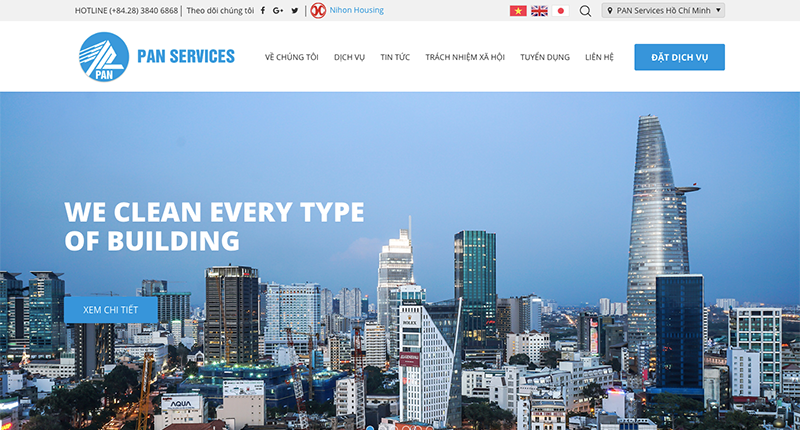 HOTLINE (+84.28) 3840 6868 | Theo dõi chúng tôi | Nihon Housing PAN Services Hồ Chí Minh
PAN
PAN SERVICES
VỀ CHÚNG TÔI DỊCH VỤ TIN TỨC TRÁCH NHIỆM XÃ HỘI TUYỂN DỤNG LIÊN HỆ ĐẶT DỊCH VỤ
WE CLEAN EVERY TYPE
OF BUILDING
XEM CHI TIẾT
ROLEX
AQUA